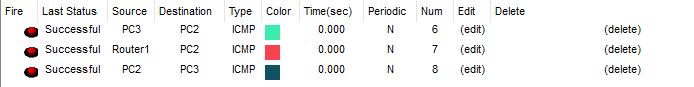 Fire Last Status Source Destination Type Color Time(sec) Periodic Num Edit Delete
Successful PC3 PC2 ICMP 0.000 N 6 (edit) (delete)
Successful Router1 PC2 ICMP 0.000 N 7 (edit) (delete)
Successful PC2 PC3 ICMP 0.000 N 8 (edit) (delete)